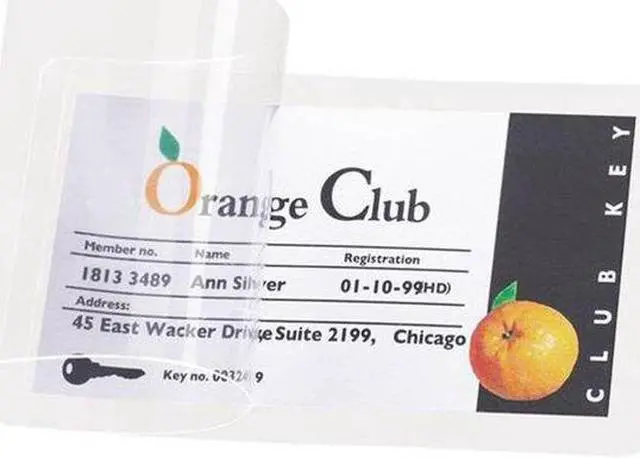 Orange Club
Member no. Name Registration
1813 3489 Ann Silver 01-10-99HD)
Address:
45 East Wacker Drive Suite 2199, Chicago
Key no.
CLUB KEY